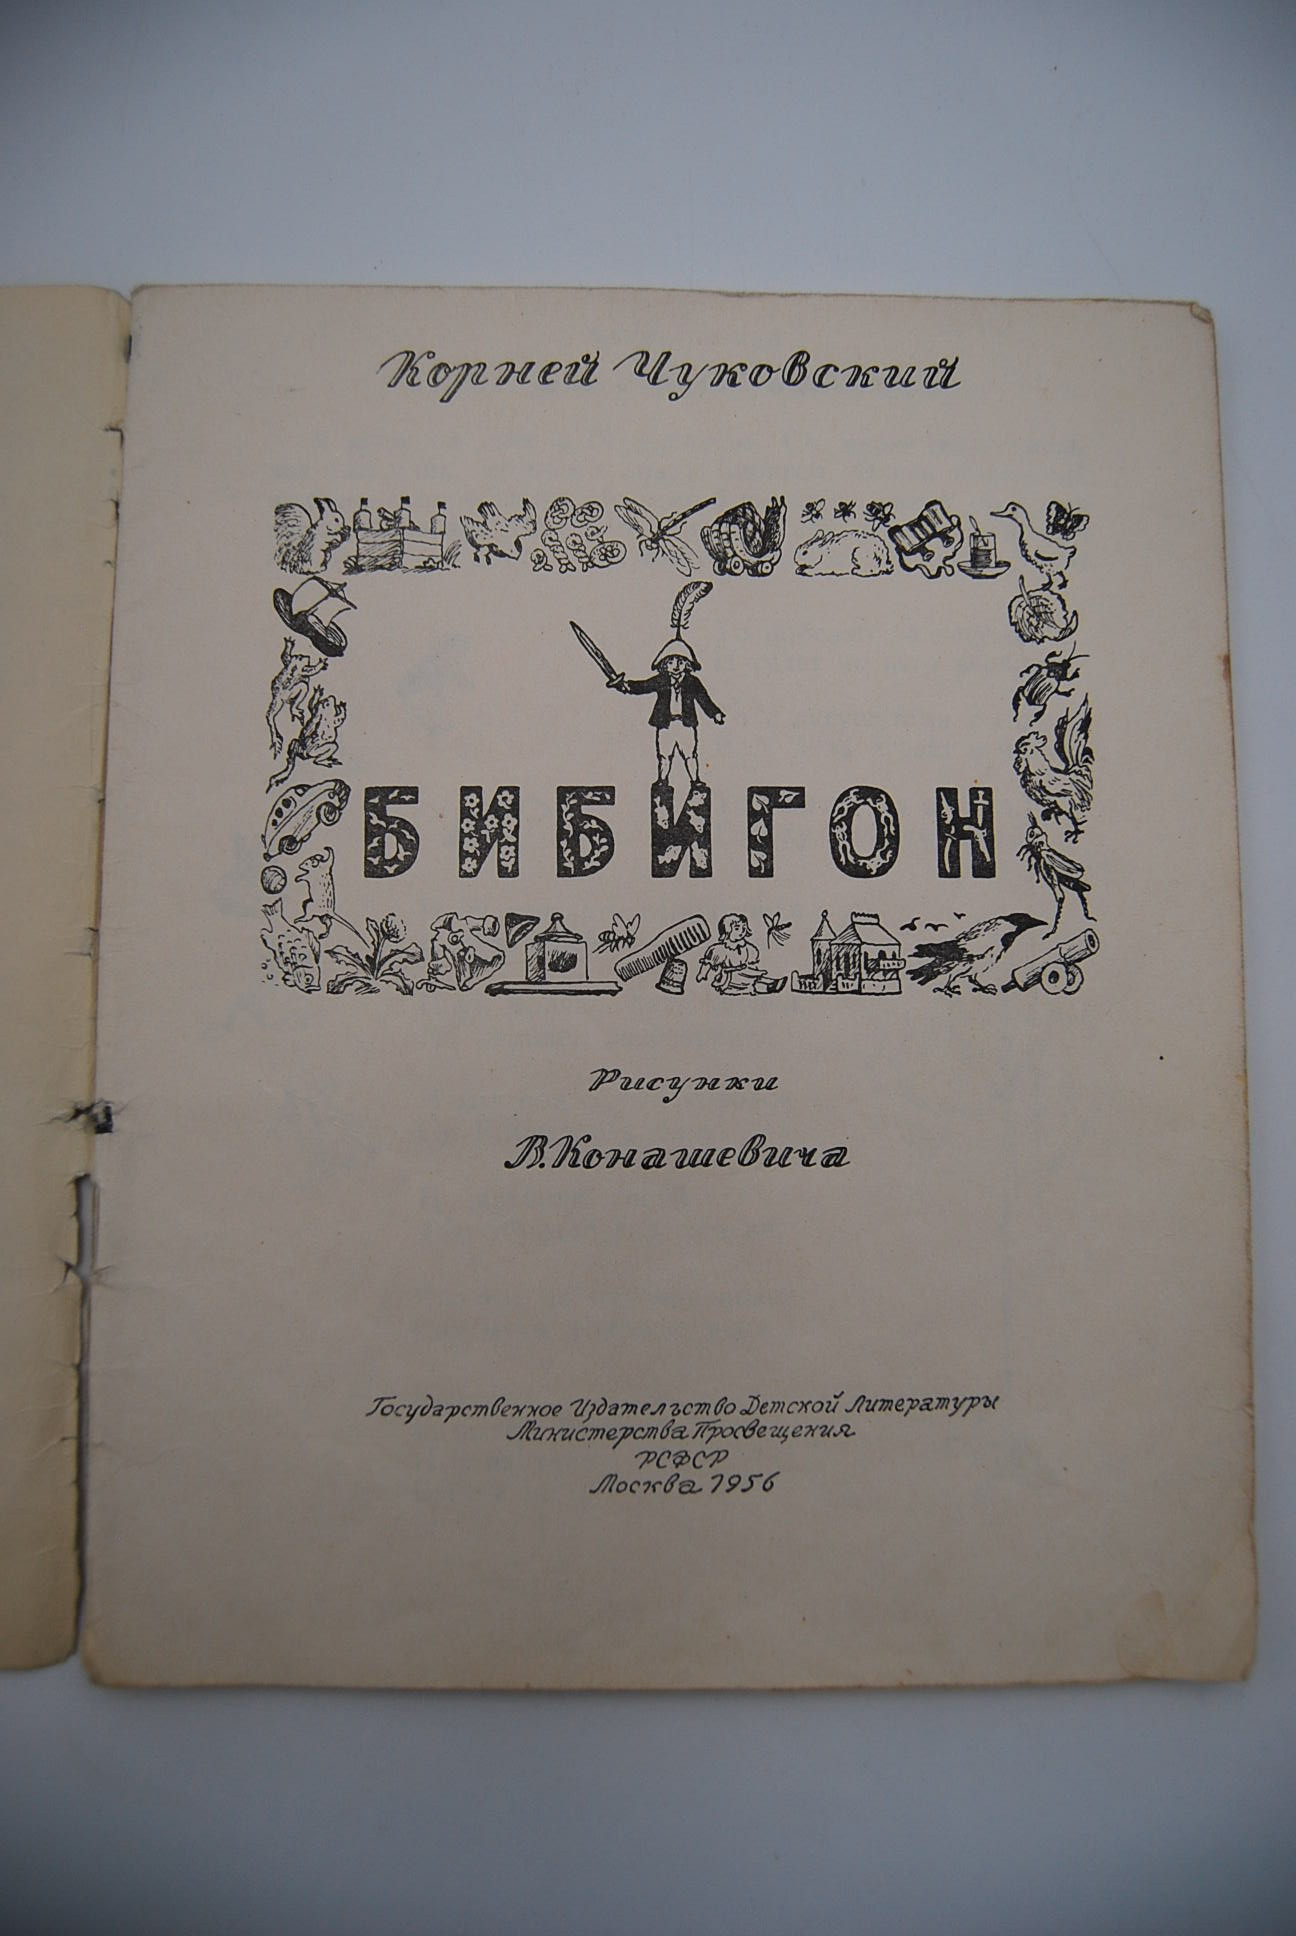 Корней Чуковский
БИБИГОН
Рисунки
В. Конашевича
Государственное Издательство Детской Литературы
Министерства Просвещения
РСФСР
Москва 1956